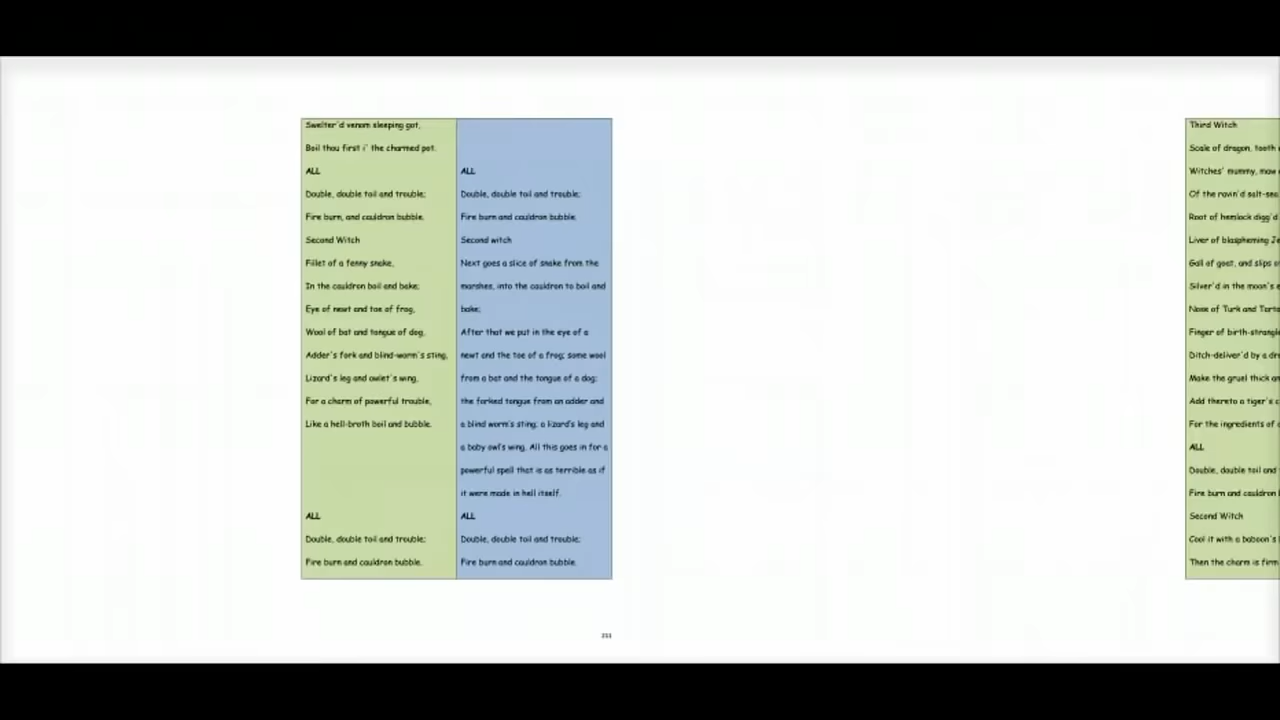 Swelter'd venom sleeping got,
Boil thou first i' the charmed pot.
ALL
Double, double toil and trouble;
Fire burn, and cauldron bubble.
Second Witch
Fillet of a fenny snake,
In the cauldron boil and bake;
Eye of newt and toe of frog,
Wool of bat and tongue of dog,
Adder's fork and blind-worm's sting,
Lizard's leg and owlet's wing,
For a charm of powerful trouble,
Like a hell-broth boil and bubble.
ALL
Double, double toil and trouble;
Fire burn and cauldron bubble.
ALL
Double, double toil and trouble;
Fire burn and cauldron bubble.
Second witch
Next goes a slice of snake from the
marshes, into the cauldron to boil and
bake;
After that we put in the eye of a
newt and the toe of a frog; some wool
from a bat and the tongue of a dog;
the forked tongue from an adder and
a blind worm's sting; a lizard's leg and
a baby owl's wing. All this goes in for a
powerful spell that is as terrible as if
it were made in hell itself.
ALL
Double, double toil and trouble;
Fire burn and cauldron bubble.
Third Witch
Scale of dragon, tooth
Witches' mummy, maw
Of the ravin'd salt-sea
Root of hemlock digg'd
Liver of blaspheming
Gall of goat, and slips
Silver'd in the moon's
Nose of Turk and
Finger of
Ditch-deliver'd by a
Make the gruel thick
Add thereto a tiger's
For the ingredients of
ALL
Double, double toil and
Fire burn and cauldron
Second Witch
Cool it with a baboon's
Then the charm is firm